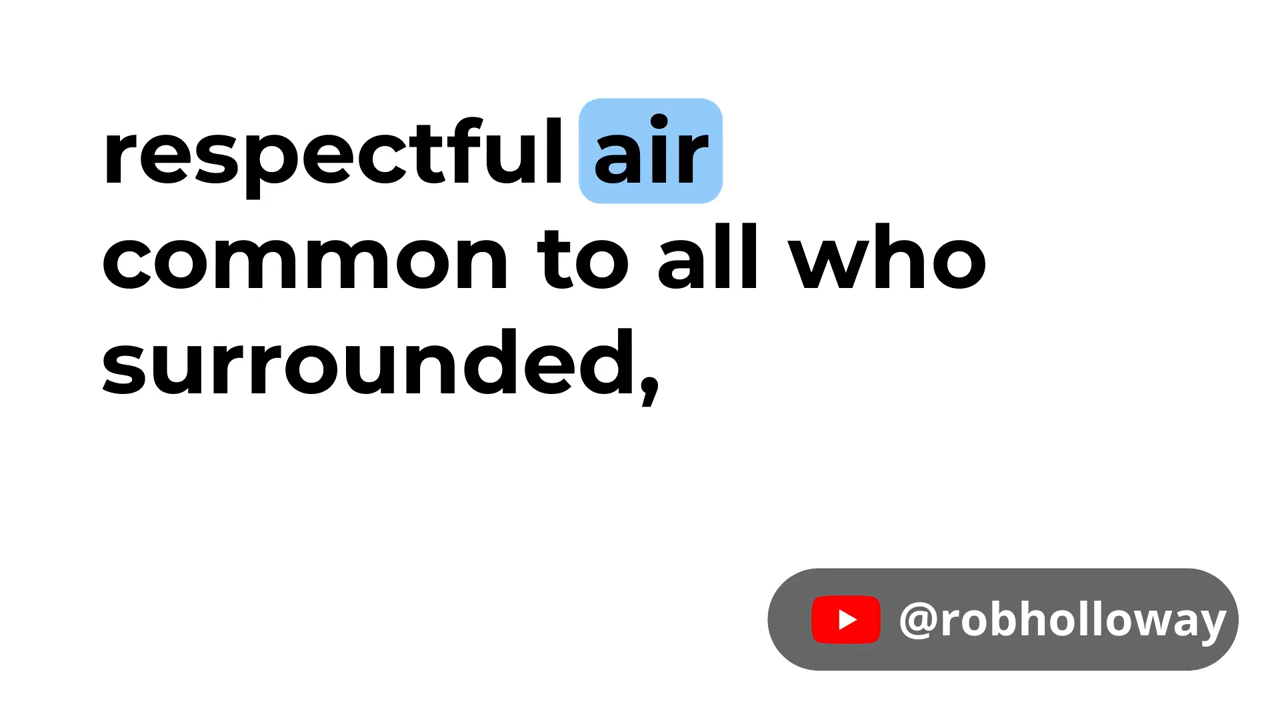 respectful air
common to all who
surrounded,
@robholloway